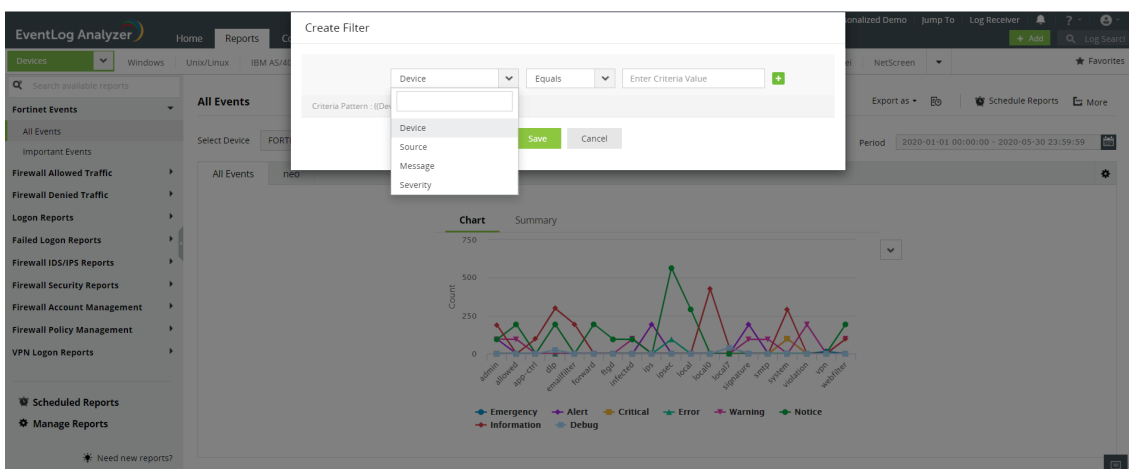 Create Filter
onalized Demo Jump To Log Receiver ?
EventLog Analyzer
Home Reports Co
+ Add Log Search
Devices Windows Unix/Linux IBM AS/40 ei NetScreen Favorites
Search available reports
Device Equals Enter Criteria Value +
Fortinet Events
All Events
Important Events
Firewall Allowed Traffic
Firewall Denied Traffic
Logon Reports
Failed Logon Reports
Firewall IDS/IPS Reports
Firewall Security Reports
Firewall Account Management
Firewall Policy Management
VPN Logon Reports
Scheduled Reports
Manage Reports
Need new reports?
All Events
Criteria Pattern : ((Dev
Device
Source
Message
Severity
Save Cancel
Export as Schedule Reports More
Select Device FORTI
Period 2020-01-01 00:00:00 - 2020-05-30 23:59:59
All Events neo
Chart Summary
750
500
250
0
Count
admin allowed app-ctrl dlp emailfilter forward ftgd infected ips ipsec local local0 local7 signature smtp system violation vpn webfilter
Emergency Alert Critical Error Warning Notice
Information Debug